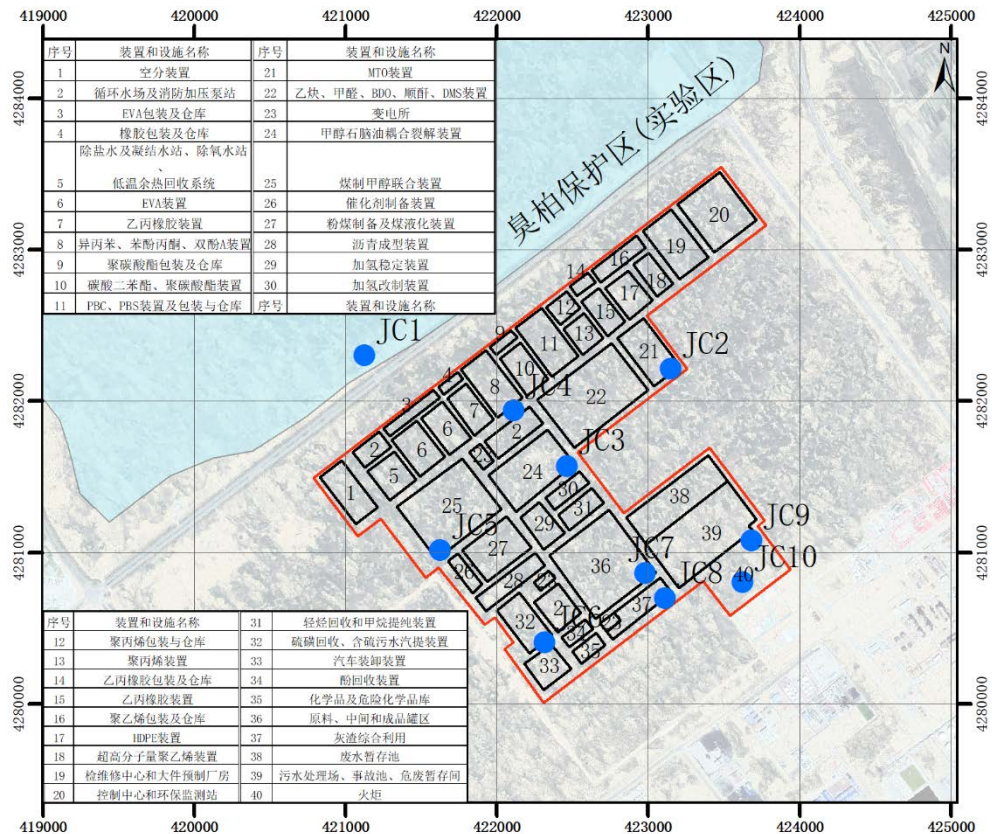 419000 420000 421000 422000 423000 424000 425000
序号 装置和设施名称 序号 装置和设施名称
1 空分装置 21 MTO装置
2 循环水场及消防加压泵站 22 乙炔、甲醛、BDO、顺酐、DMS装置
3 EVA包装及仓库 23 变电所
4 橡胶包装及仓库 24 甲醇石脑油耦合裂解装置
除盐水及凝结水站、除氧水站
、
5 低温余热回收系统 25 煤制甲醇联合装置
6 EVA装置 26 催化剂制备装置
7 乙丙橡胶装置 27 粉煤制备及煤液化装置
8 异丙苯、苯酚丙酮、双酚A装置 28 沥青成型装置
9 聚碳酸酯包装及仓库 29 加氢稳定装置
10 碳酸二苯酯、聚碳酸酯装置 30 加氢改制装置
11 PBC、PBS装置及包装与仓库 序号 装置和设施名称
N
4284000
4284000
臭柏保护区(实验区)
4283000
4283000
20
19
16
14
18
17
12
15
13
11
9
JC1
21
JC2
10
4
8
22
4282000
4282000
JC4
3
7
6
2
2
6
23
JC3
5
24
1
30
25
31
38
29
39
JC9
4281000
4281000
JC5
27
JC7
JC10
36
40
26
28
JC8
37
2
32
JC6
34
35
33
4280000
4280000
序号 装置和设施名称 31 轻烃回收和甲烷提纯装置
12 聚丙烯包装与仓库 32 硫磺回收、含硫污水汽提装置
13 聚丙烯装置 33 汽车装卸装置
14 乙丙橡胶包装及仓库 34 酚回收装置
15 乙丙橡胶装置 35 化学品及危险化学品库
16 聚乙烯包装及仓库 36 原料、中间和成品罐区
17 HDPE装置 37 灰渣综合利用
18 超高分子量聚乙烯装置 38 废水暂存池
19 检维修中心和大件预制厂房 39 污水处理场、事故池、危废暂存间
20 控制中心和环保监测站 40 火炬
419000 420000 421000 422000 423000 424000 425000